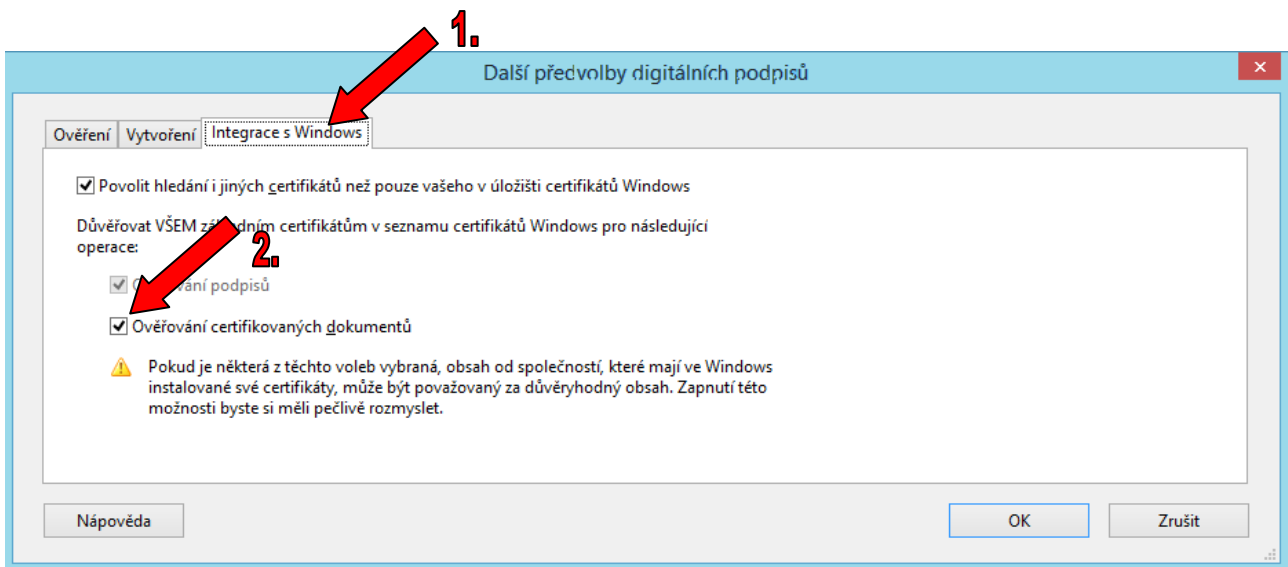 1.
Další předvolby digitálních podpisů
Ověření Vytvoření Integrace s Windows
Povolit hledání i jiných certifikátů než pouze vašeho v úložišti certifikátů Windows
Důvěřovat VŠEM základním certifikátům v seznamu certifikátů Windows pro následující
operace:
2.
podpisů
Ověřování certifikovaných dokumentů
Pokud je některá z těchto voleb vybraná, obsah od společností, které mají ve Windows
instalované své certifikáty, může být považovaný za důvěryhodný obsah. Zapnutí této
možnosti byste si měli pečlivě rozmyslet.
Nápověda OK Zrušit